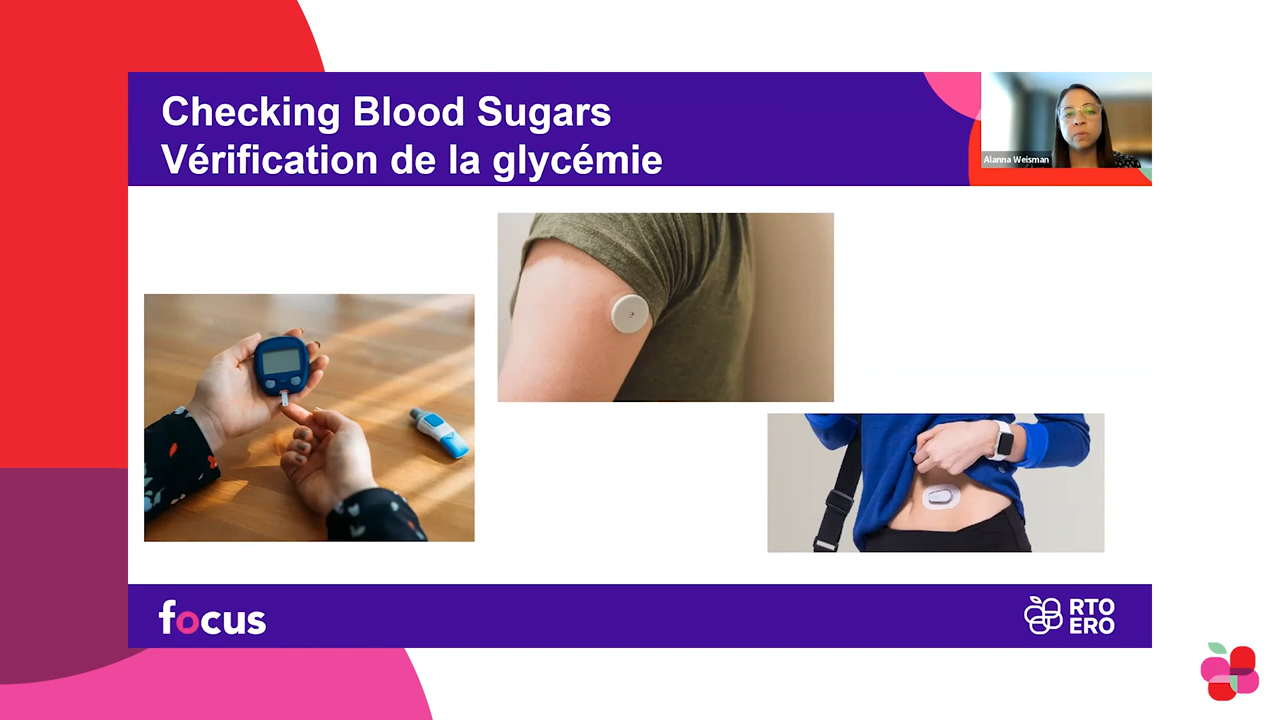 Checking Blood Sugars
Vérification de la glycémie
Alanna Weisman
focus
RTO
ERO